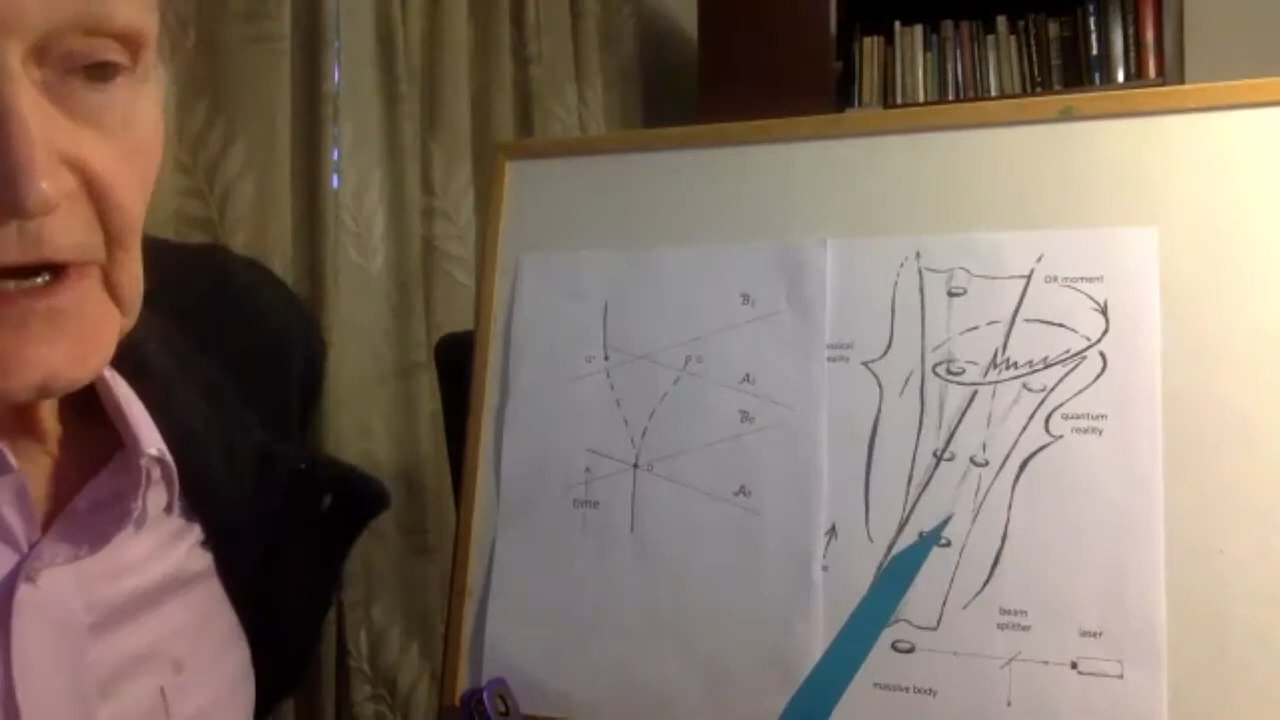 B₁
A₁
B₀
A₀
time
OR moment
quantum
reality
beam
splitter
laser
massive body